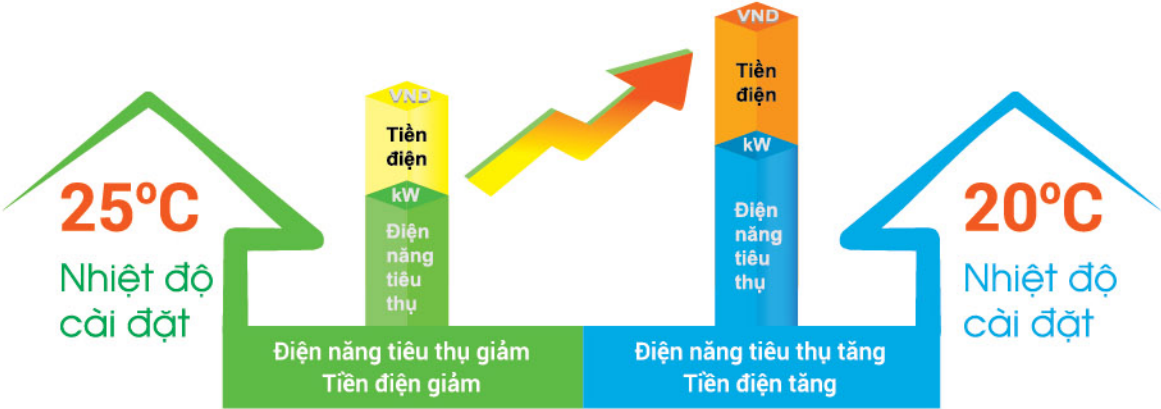 25ºC
Nhiệt độ
cài đặt
VND
Tiền
điện
kW
Điện
năng
tiêu
thụ
VND
Tiền
điện
kW
Điện
năng
tiêu
thụ
20ºC
Nhiệt độ
cài đặt
Điện năng tiêu thụ giảm
Tiền điện giảm
Điện năng tiêu thụ tăng
Tiền điện tăng